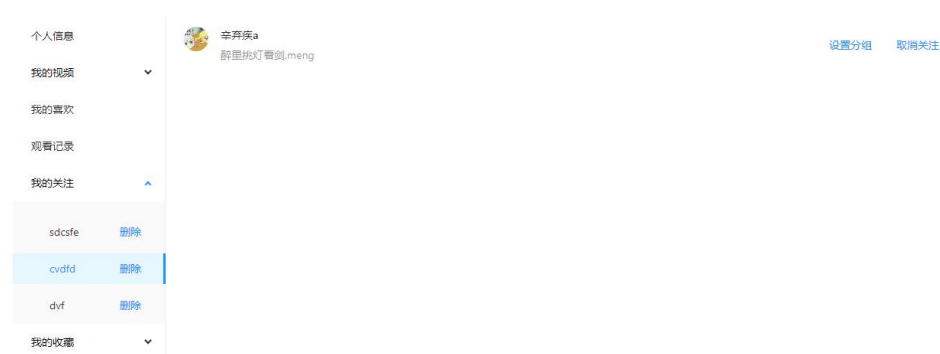 个人信息
我的视频
我的喜欢
观看记录
我的关注
sdcsfe 删除
cvdfd 删除
dvf 删除
我的收藏
辛弃疾a
醉里桃灯看剑.meng
设置分组 取消关注